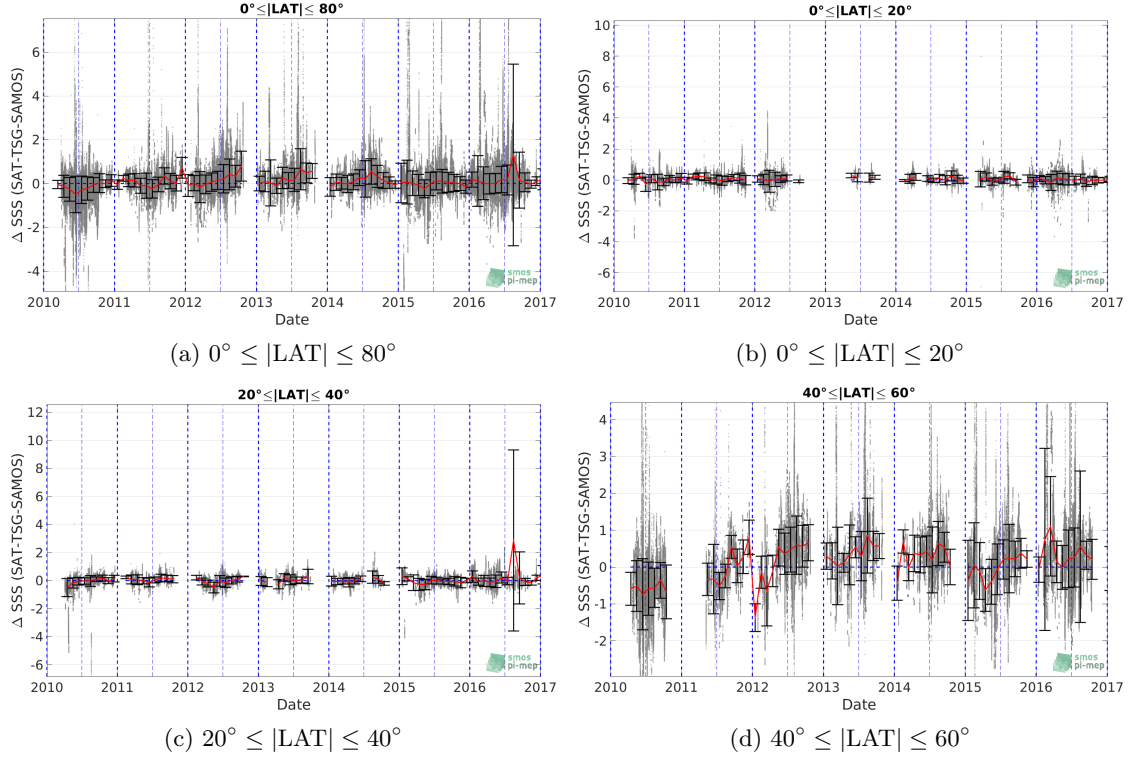 0°≤|LAT|≤ 80°
Δ SSS (SAT-TSG-SAMOS)
6
4
2
0
-2
-4
2010 2011 2012 2013 2014 2015 2016 2017
Date
smos
pi-mep
(a) 0° ≤ |LAT| ≤ 80°
0°≤|LAT|≤ 20°
Δ SSS (SAT-TSG-SAMOS)
10
8
6
4
2
0
-2
-4
-6
2010 2011 2012 2013 2014 2015 2016 2017
Date
smos
pi-mep
(b) 0° ≤ |LAT| ≤ 20°
20°≤|LAT|≤ 40°
Δ SSS (SAT-TSG-SAMOS)
12
10
8
6
4
2
0
-2
-4
-6
2010 2011 2012 2013 2014 2015 2016 2017
Date
smos
pi-mep
(c) 20° ≤ |LAT| ≤ 40°
40°≤|LAT|≤ 60°
Δ SSS (SAT-TSG-SAMOS)
4
3
2
1
0
-1
-2
2010 2011 2012 2013 2014 2015 2016 2017
Date
smos
pi-mep
(d) 40° ≤ |LAT| ≤ 60°